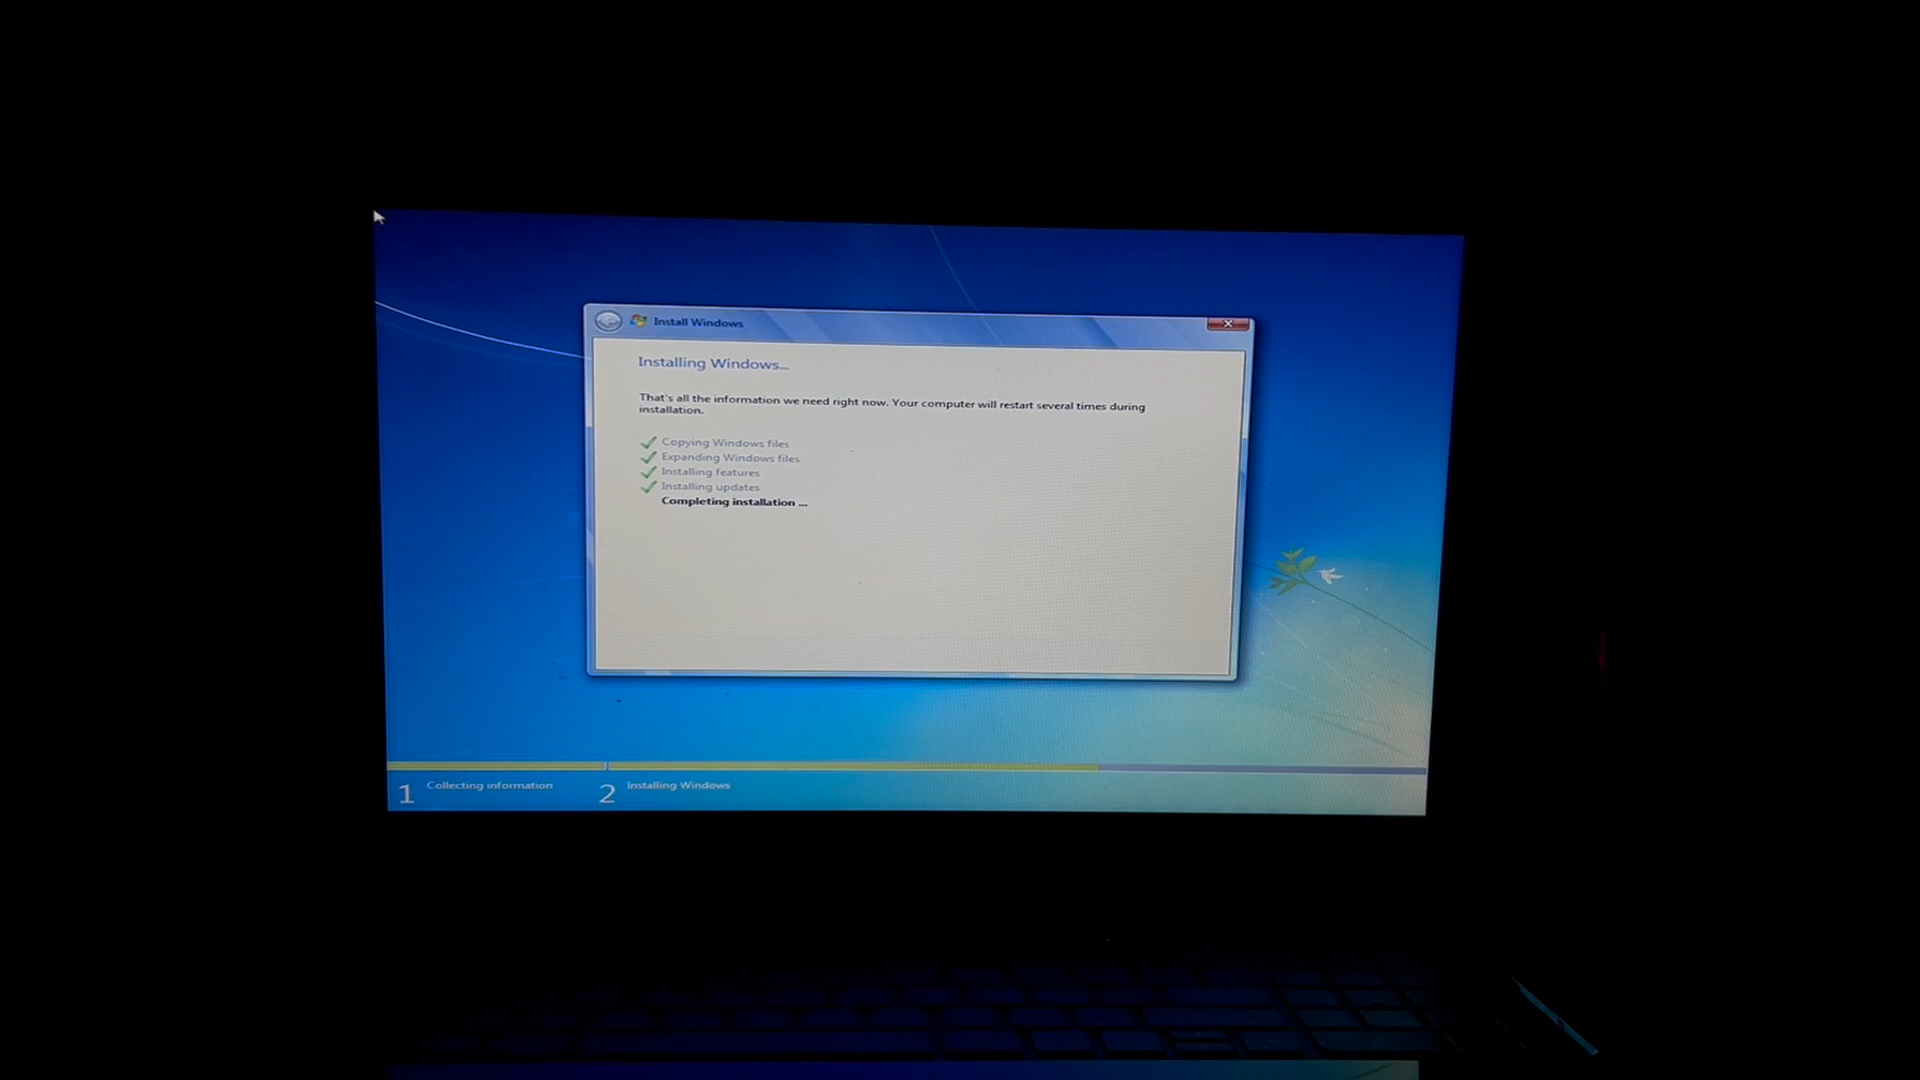 Install Windows
Installing Windows...
That's all the information we need right now. Your computer will restart several times during
installation.
Copying Windows files
Expanding Windows files
Installing features
Installing updates
Completing installation ...
1 Collecting information
2 Installing Windows